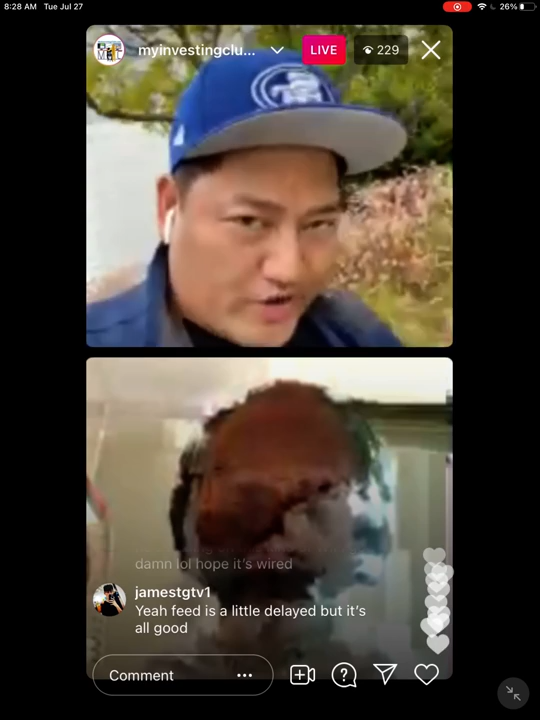 8:28 AM Tue Jul 27
26%
myinvestingclu...
LIVE
229
damn lol hope it's wired
jamestgtv1
Yeah feed is a little delayed but it's
all good
Comment